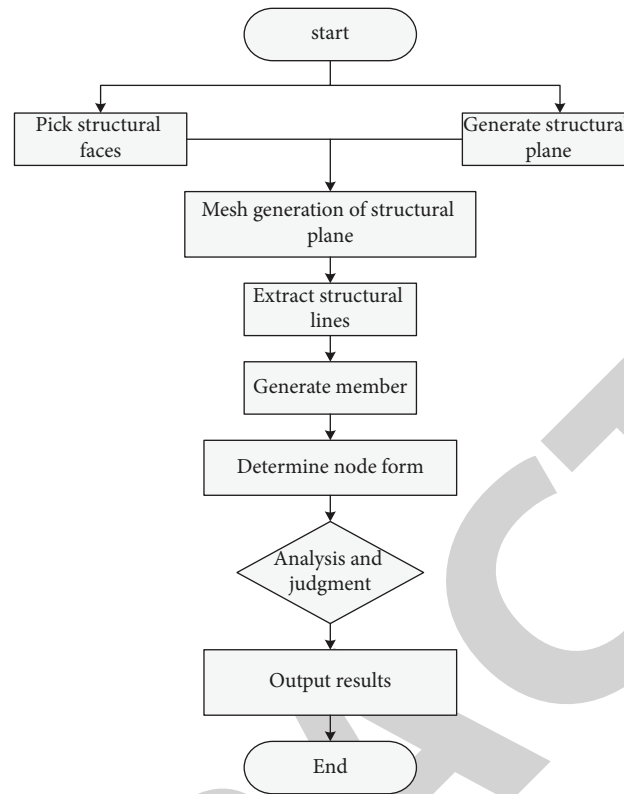 start
Pick structural
faces
Generate structural
plane
Mesh generation of structural
plane
Extract structural
lines
Generate member
Determine node form
Analysis and
judgment
Output results
End